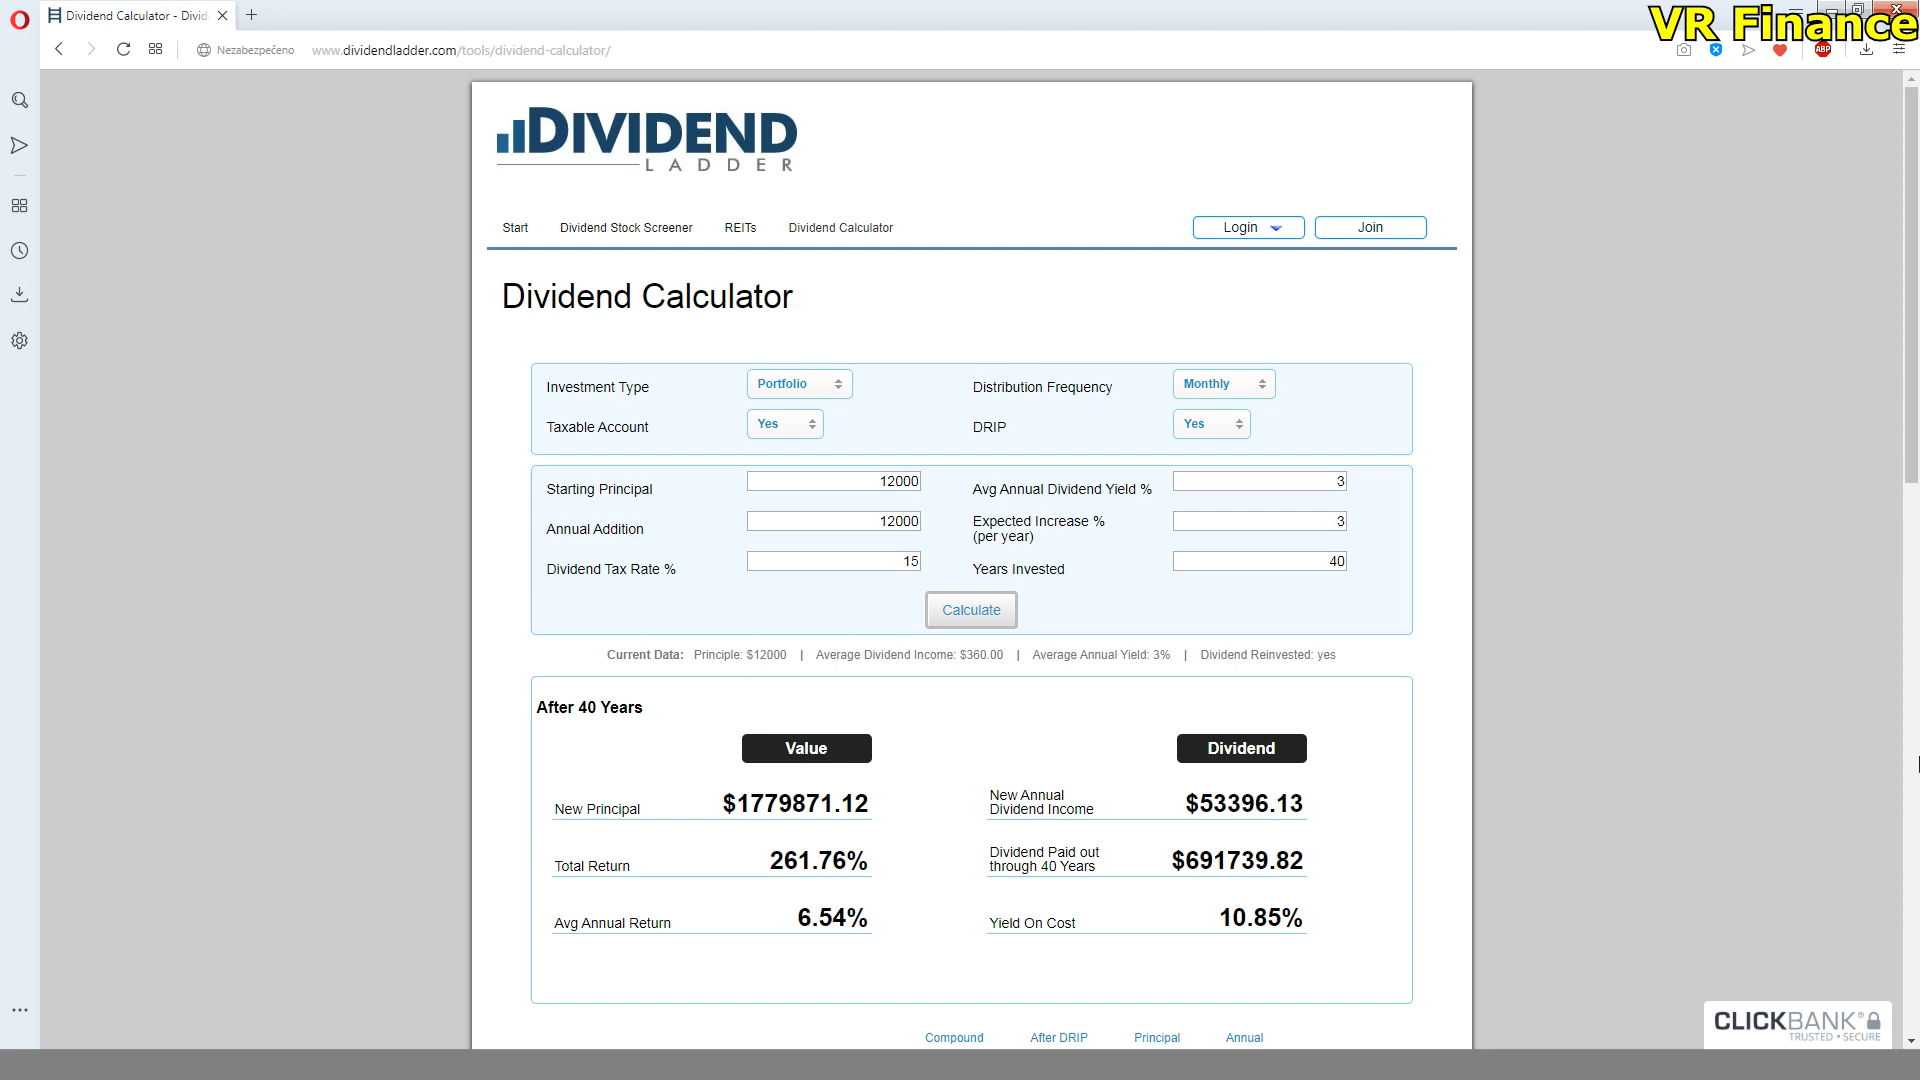 Dividend Calculator - Divid
VR Finance
Nezabezpečeno
www.dividendladder.com/tools/dividend-calculator/
ABP
DIVIDEND
LADDER
Start Dividend Stock Screener REITs Dividend Calculator Login Join
Dividend Calculator
Investment Type Portfolio Distribution Frequency Monthly
Taxable Account Yes DRIP Yes
Starting Principal 12000 Avg Annual Dividend Yield % 3
Annual Addition 12000 Expected Increase %
(per year) 3
Dividend Tax Rate % 15 Years Invested 40
Calculate
Current Data: Principle: $12000 | Average Dividend Income: $360.00 | Average Annual Yield: 3% | Dividend Reinvested: yes
After 40 Years
Value Dividend
New Principal $1779871.12 New Annual
Dividend Income $53396.13
Total Return 261.76% Dividend Paid out
through 40 Years $691739.82
Avg Annual Return 6.54% Yield On Cost 10.85%
CLICKBANK®
TRUSTED • SECURE
Compound After DRIP Principal Annual